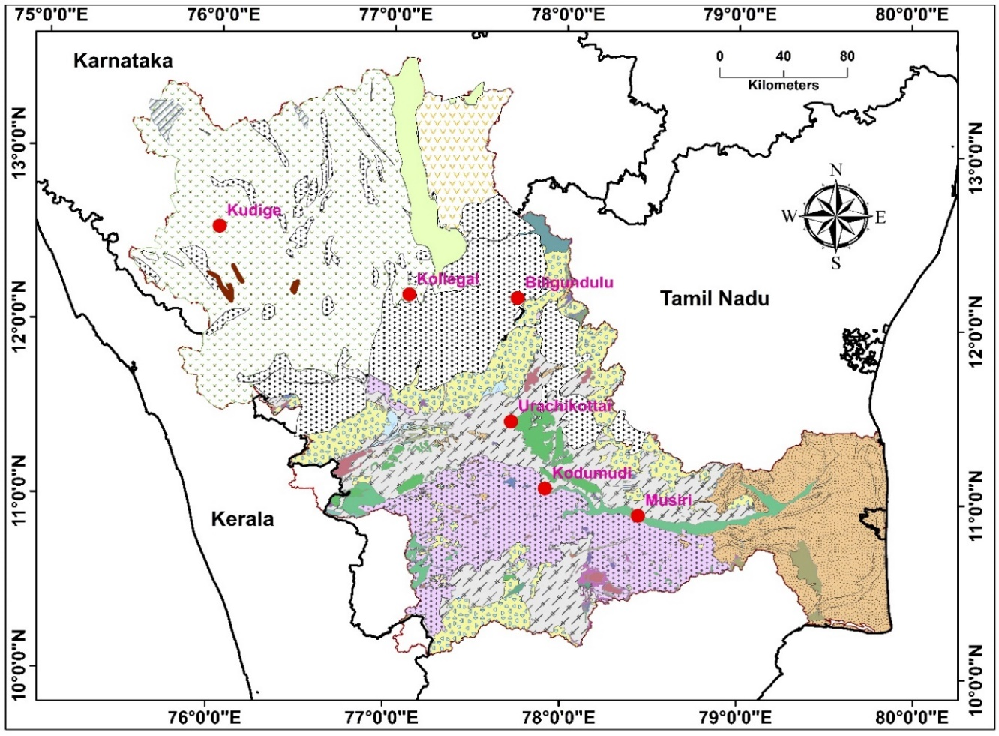 75°0'0"E 76°0'0"E 77°0'0"E 78°0'0"E 79°0'0"E 80°0'0"E
Karnataka
0 40 80
Kilometers
13°0'0"N
13°0'0"N
N
W E
S
Kudige
Kollegal
Biligundulu
Tamil Nadu
12°0'0"N
12°0'0"N
Urachikottai
Kodumudi
Musiri
11°0'0"N
11°0'0"N
Kerala
10°0'0"N
10°0'0"N
76°0'0"E 77°0'0"E 78°0'0"E 79°0'0"E 80°0'0"E